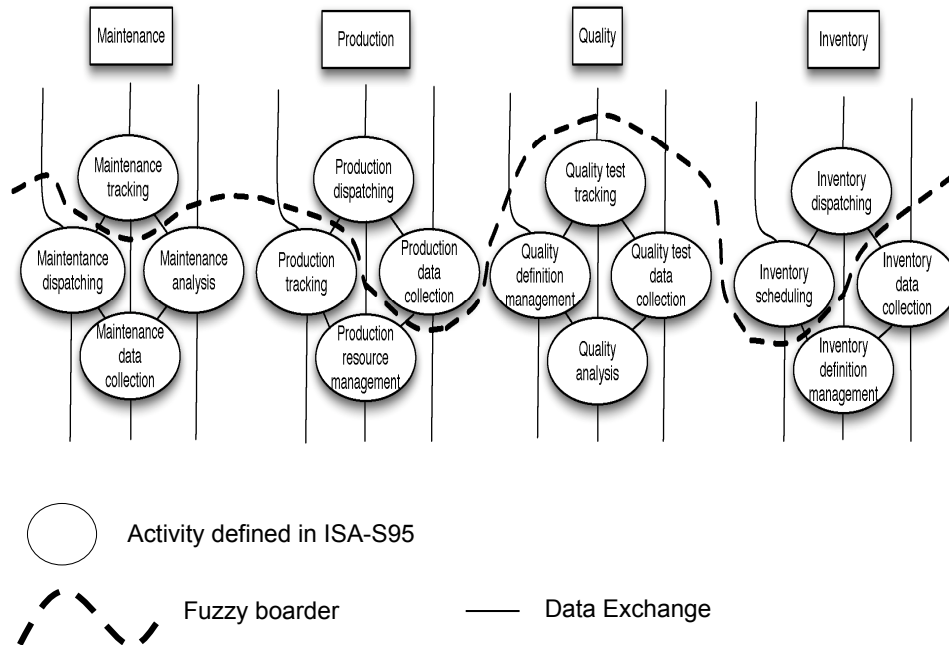 Maintenance
Production
Quality
Inventory
Maintenance
tracking
Maintentance
dispatching
Maintenance
analysis
Maintenance
data
collection
Production
dispatching
Production
tracking
Production
data
collection
Production
resource
management
Quality test
tracking
Quality
definition
management
Quality test
data
collection
Quality
analysis
Inventory
dispatching
Inventory
scheduling
Inventory
data
collection
Inventory
definition
management
Activity defined in ISA-S95
Fuzzy boarder
Data Exchange